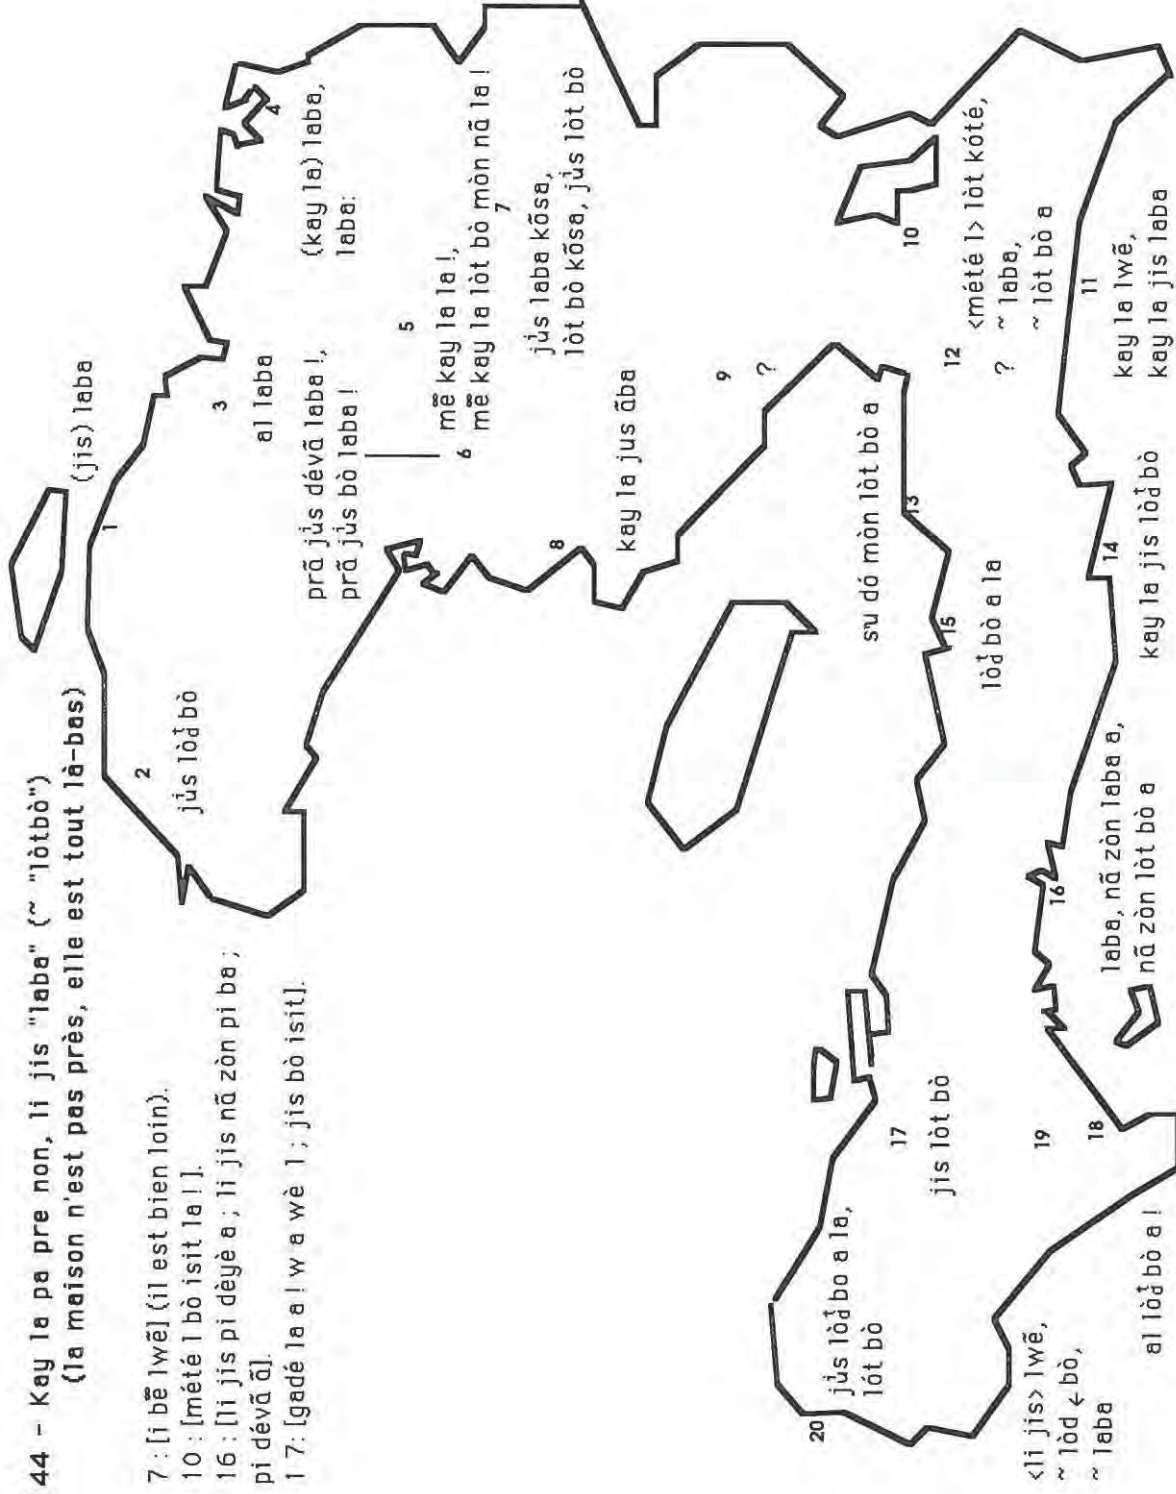 44 - Kay la pa pre non, li jis "laba" (~ "lòtbò")
(la maison n'est pas près, elle est tout là-bas)
7 : [i bẽ lwẽ] (il est bien loin).
10 : [mété l bò isit la ! ].
16 : [li jis pi dèyè a ; li jis nã zòn pi ba ;
pi dévã ã].
1 7: [gadé la a ! w a wè l ; jis bò isit].
1
(jis) laba
2
jus lòd bò
3
al laba
4
(kay la) laba,
laba:
prã jus dévã laba !,
prã jus bò laba !
5
6
mẽ kay la la !,
mẽ kay la lòt bò mòn nã la !
7
jus laba kõsa,
lòt bò kõsa, jus lòt bò
8
kay la jus ãba
9
?
10
12
<mété l> lòt kóté,
? ~ laba,
~ lòt bò a
11
kay la lwẽ,
kay la jis laba
13
su dó mòn lòt bò a
14
kay la jis lòd bò
15
lòd bò a la
16
laba, nã zòn laba a,
nã zòn lòt bò a
17
jis lòt bò
18
al lòd bò a !
19
<li jis> lwẽ,
~ lòd ← bò,
~ laba
20
jus lòd bo a la,
lót bò